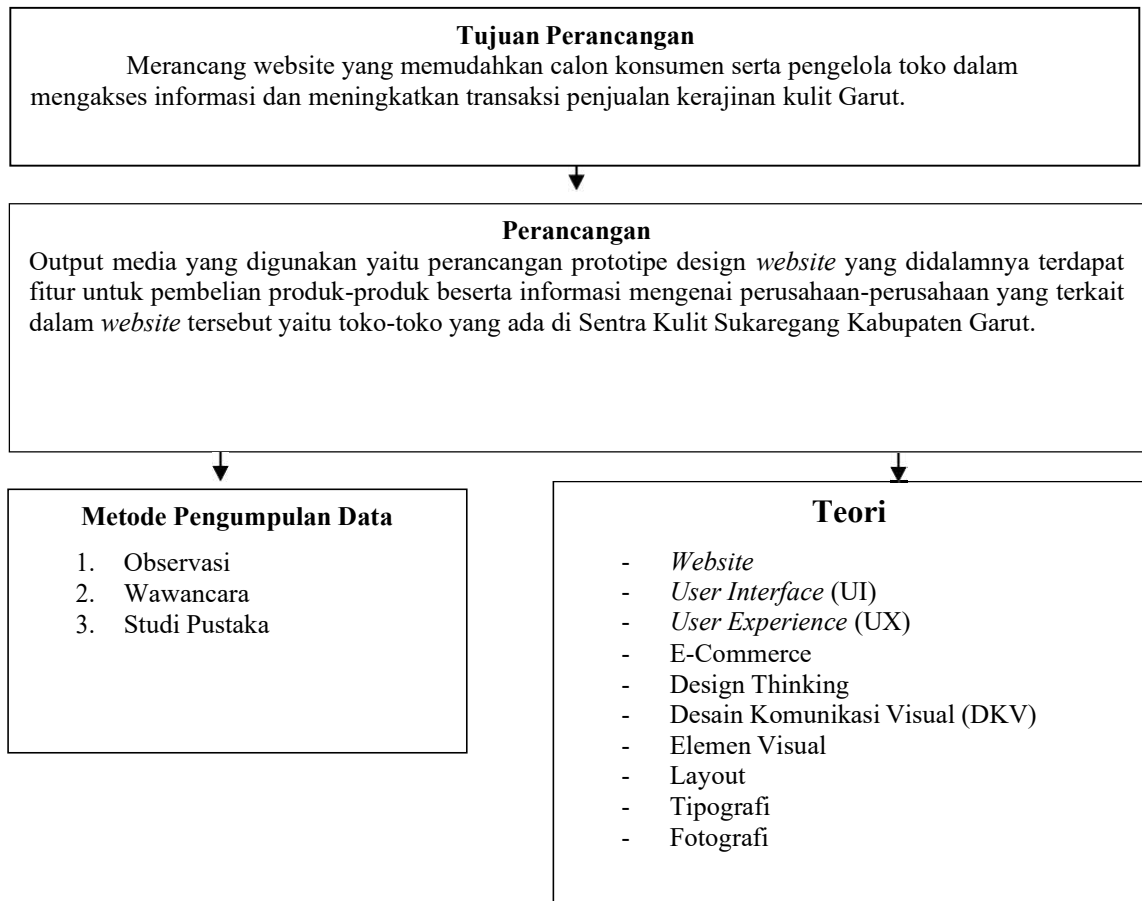 Tujuan Perancangan
Merancang website yang memudahkan calon konsumen serta pengelola toko dalam
mengakses informasi dan meningkatkan transaksi penjualan kerajinan kulit Garut.
Perancangan
Output media yang digunakan yaitu perancangan prototipe design website yang didalamnya terdapat
fitur untuk pembelian produk-produk beserta informasi mengenai perusahaan-perusahaan yang terkait
dalam website tersebut yaitu toko-toko yang ada di Sentra Kulit Sukaregang Kabupaten Garut.
Metode Pengumpulan Data
1. Observasi
2. Wawancara
3. Studi Pustaka
Teori
- Website
- User Interface (UI)
- User Experience (UX)
- E-Commerce
- Design Thinking
- Desain Komunikasi Visual (DKV)
- Elemen Visual
- Layout
- Tipografi
- Fotografi